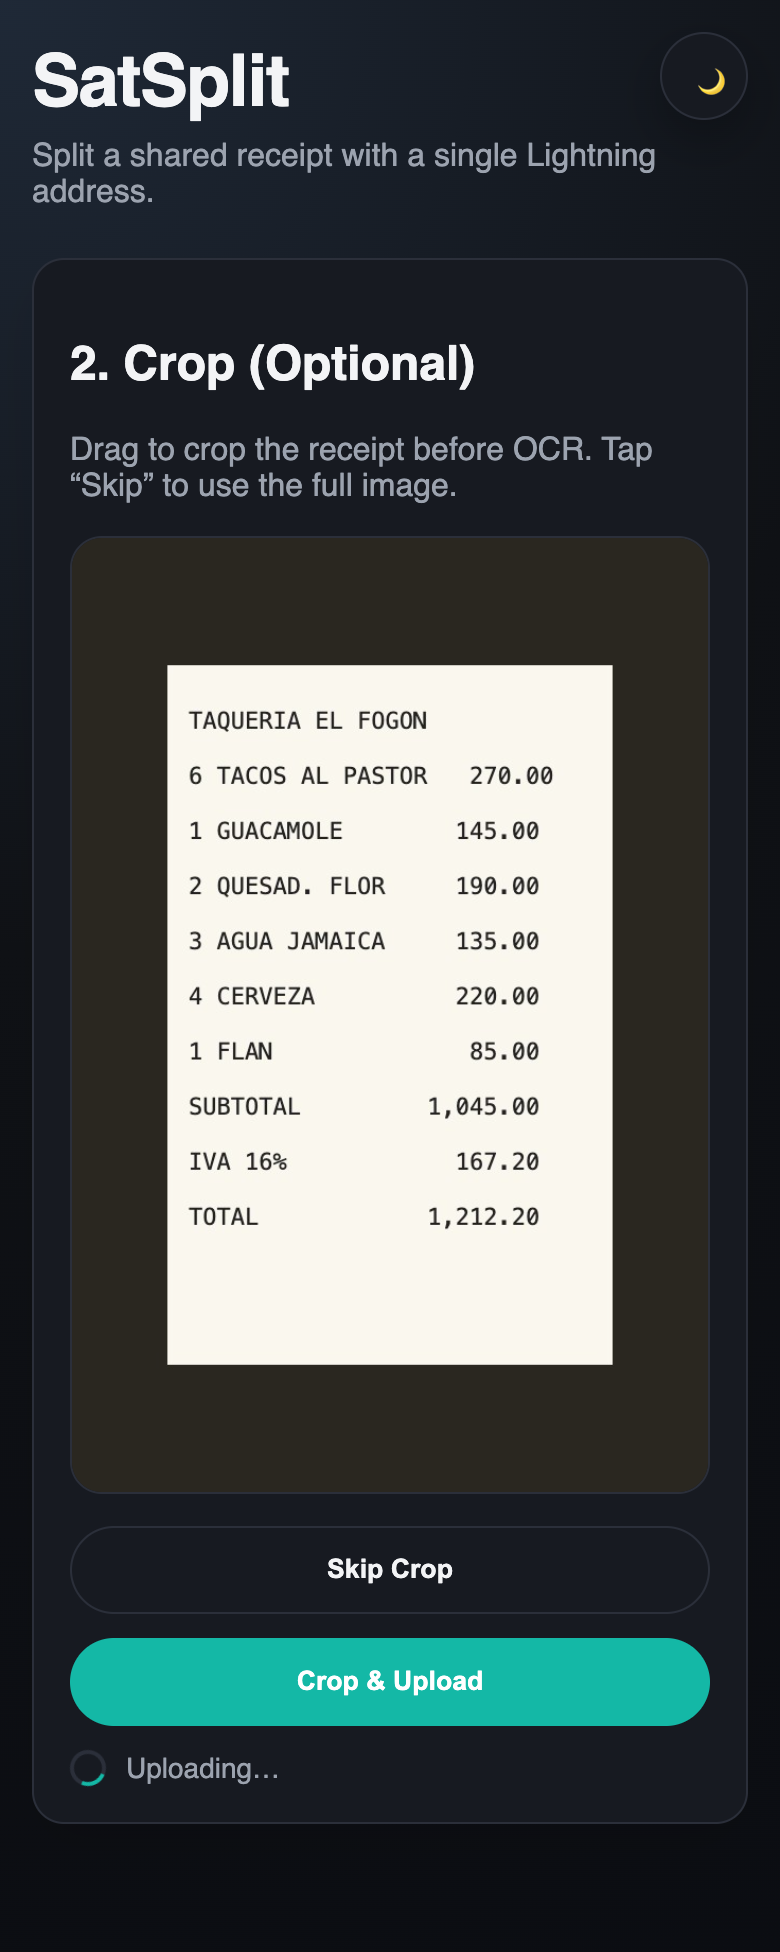 SatSplit
Split a shared receipt with a single Lightning
address.
2. Crop (Optional)
Drag to crop the receipt before OCR. Tap
“Skip” to use the full image.
TAQUERIA EL FOGON
6 TACOS AL PASTOR 270.00
1 GUACAMOLE 145.00
2 QUESAD. FLOR 190.00
3 AGUA JAMAICA 135.00
4 CERVEZA 220.00
1 FLAN 85.00
SUBTOTAL 1,045.00
IVA 16% 167.20
TOTAL 1,212.20
Skip Crop
Crop & Upload
Uploading…